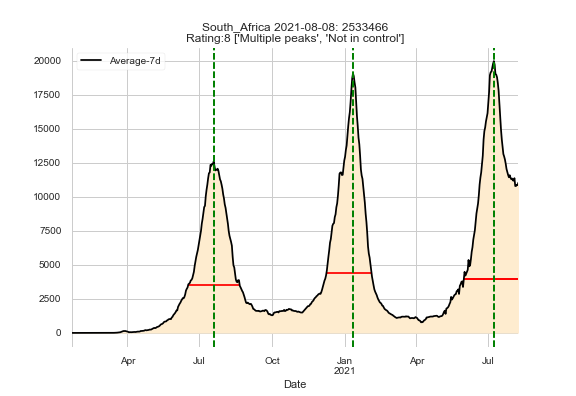 South_Africa 2021-08-08: 2533466
Rating:8 ['Multiple peaks', 'Not in control']
Average-7d
20000
17500
15000
12500
10000
7500
5000
2500
0
Apr Jul Oct Jan Apr Jul
2021
Date